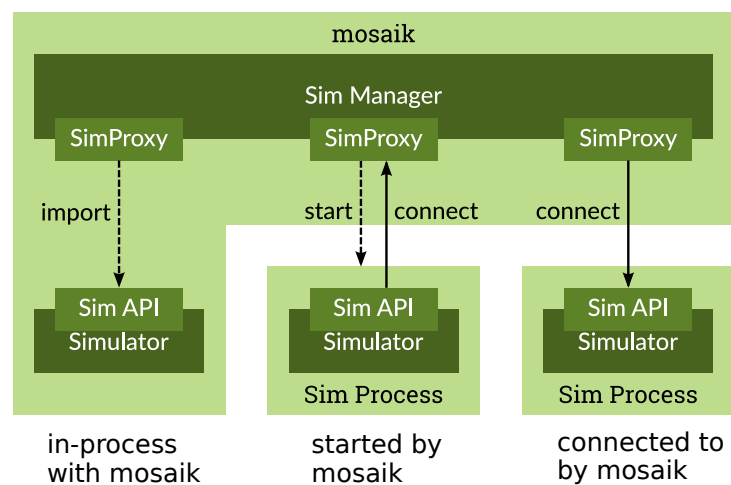 mosaik
Sim Manager
SimProxy SimProxy SimProxy
import start connect connect
Sim API Sim API Sim API
Simulator Simulator Simulator
Sim Process Sim Process
in-process started by connected to
with mosaik mosaik by mosaik